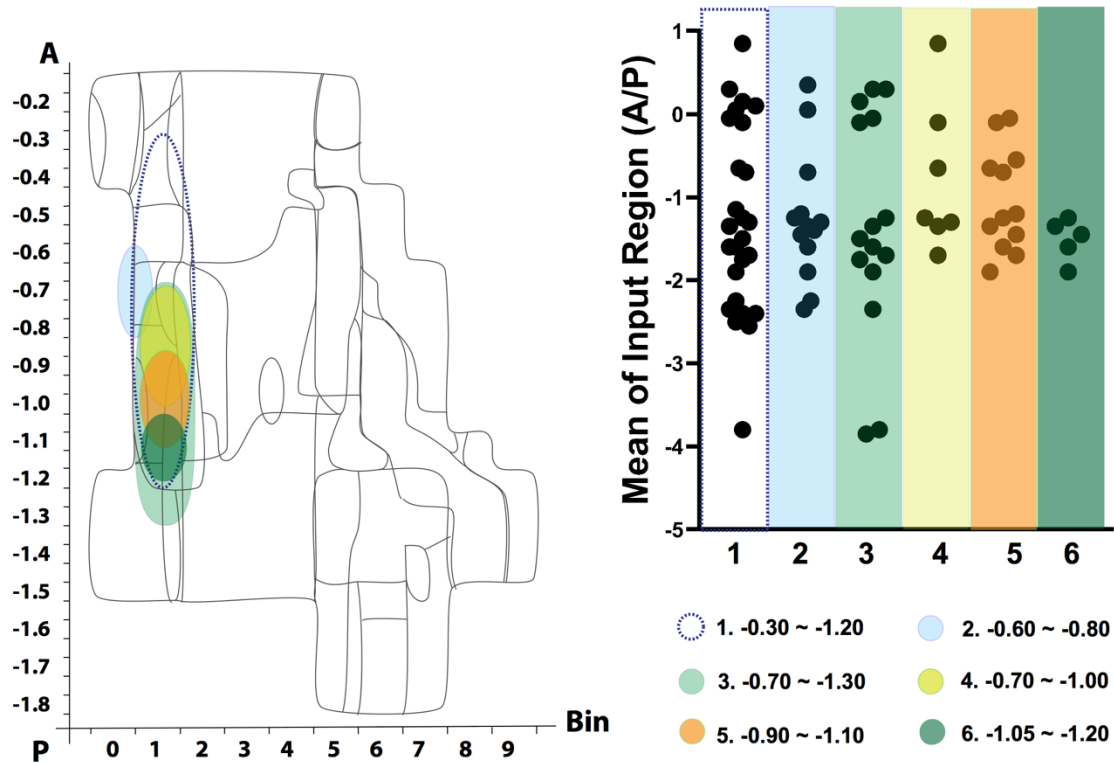 A
-0.2
-0.3
-0.4
-0.5
-0.6
-0.7
-0.8
-0.9
-1.0
-1.1
-1.2
-1.3
-1.4
-1.5
-1.6
-1.7
-1.8
P
0 1 2 3 4 5 6 7 8 9
Bin
Mean of Input Region (A/P)
1
0
-1
-2
-3
-4
-5
1 2 3 4 5 6
1. -0.30 ~ -1.20
2. -0.60 ~ -0.80
3. -0.70 ~ -1.30
4. -0.70 ~ -1.00
5. -0.90 ~ -1.10
6. -1.05 ~ -1.20